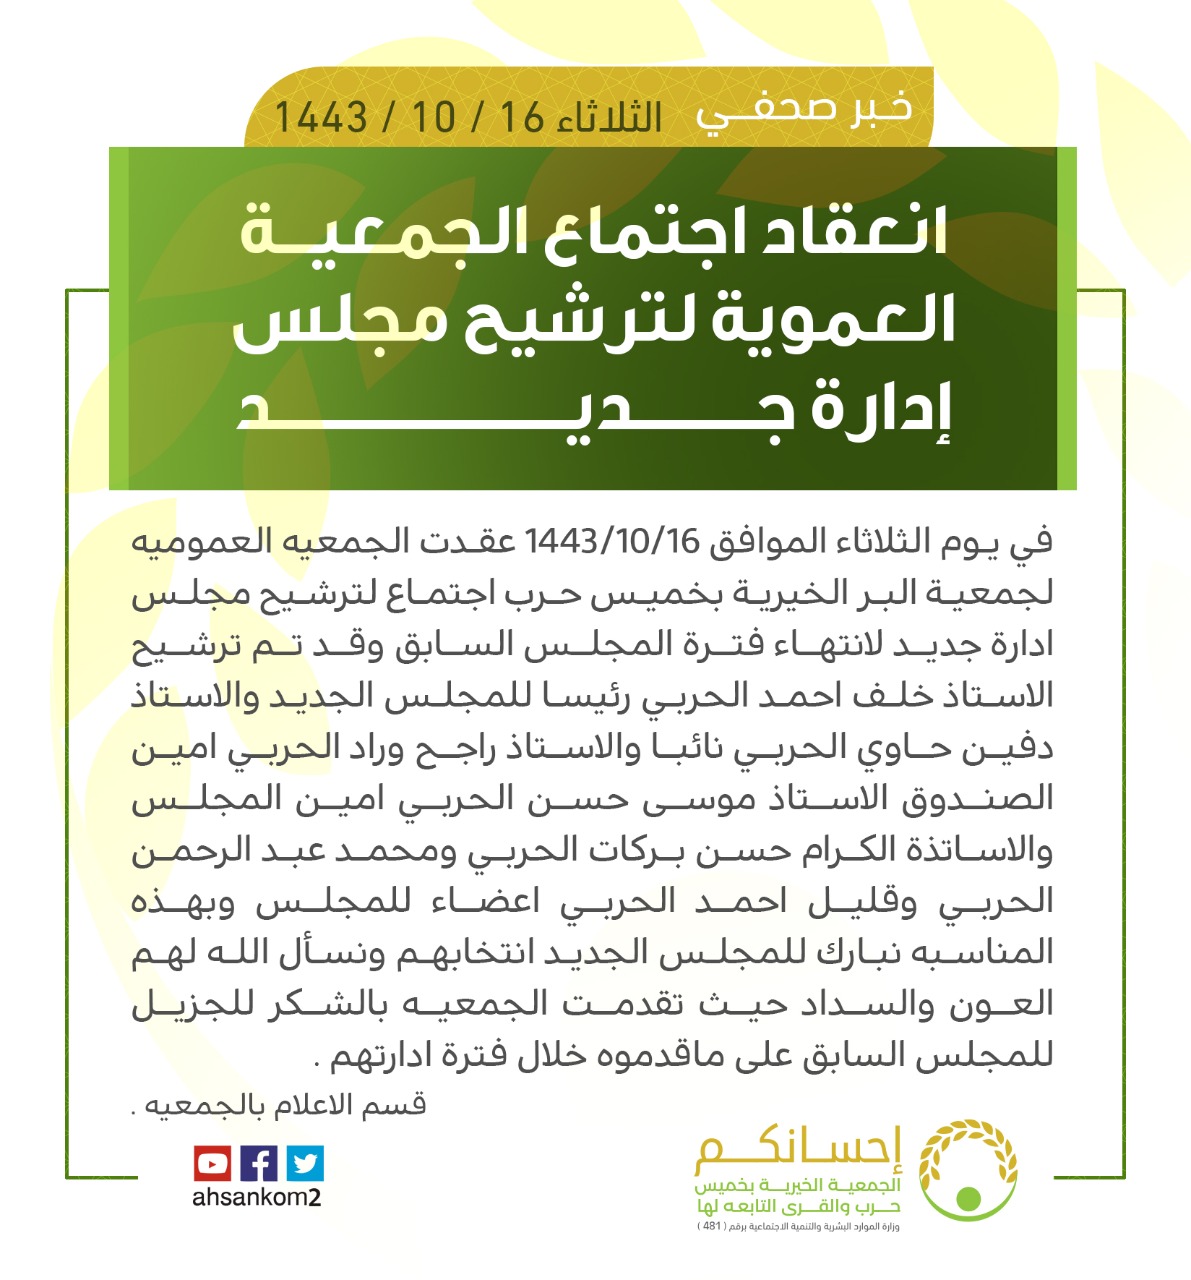 خبر صحفي الثلاثاء 16 / 10 / 1443
انعقاد اجتماع الجمعية
العموية لترشيح مجلس
إدارة جديد
في يوم الثلاثاء الموافق 1443/10/16 عقدت الجمعيه العموميه
لجمعية البر الخيرية بخميس حرب اجتماع لترشيح مجلس
ادارة جديد لانتهاء فترة المجلس السابق وقد تم ترشيح
الاستاذ خلف احمد الحربي رئيسا للمجلس الجديد والاستاذ
دفين حاوي الحربي نائبا والاستاذ راجح وراد الحربي امين
الصندوق الاستاذ موسى حسن الحربي امين المجلس
والاساتذة الكرام حسن بركات الحربي ومحمد عبد الرحمن
الحربي وقليل احمد الحربي اعضاء للمجلس وبهذه
المناسبه نبارك للمجلس الجديد انتخابهم ونسأل الله لهم
العون والسداد حيث تقدمت الجمعيه بالشكر للجزيل
للمجلس السابق على ماقدموه خلال فترة ادارتهم .
قسم الاعلام بالجمعيه .
إحسانكم
الجمعية الخيرية بخميس
حرب والقرى التابعه لها
وزارة الموارد البشرية والتنمية الاجتماعية برقم ( 481 )
ahsankom2